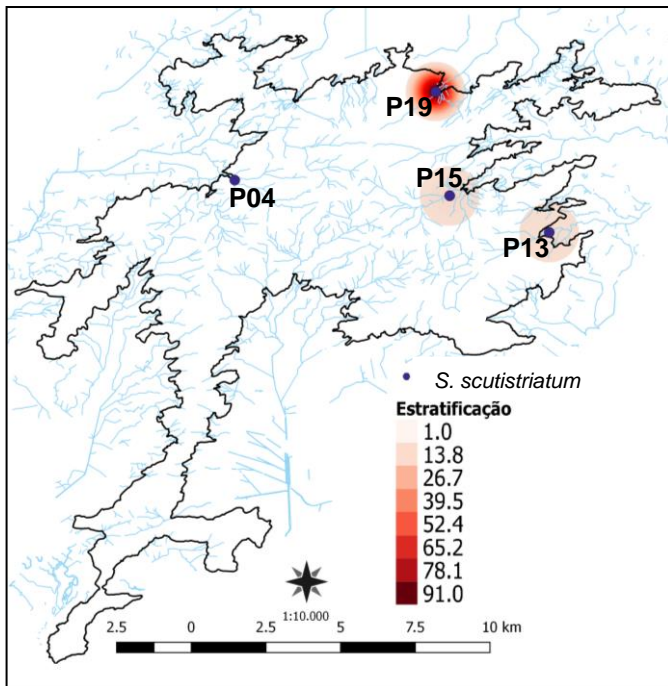 P19
P15
P04
P13
S. scutistriatum
Estratificação
1.0
13.8
26.7
39.5
52.4
65.2
78.1
91.0
1:10.000
2.5 0 2.5 5 7.5 10 km